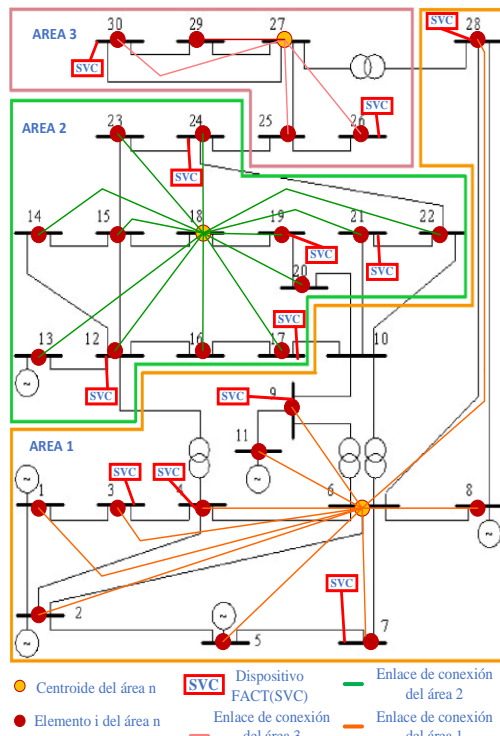 AREA 3
30
29
27
28
SVC
SVC
25
26
SVC
AREA 2
23
24
SVC
14
15
18
19
21
22
SVC
SVC
20
13
12
16
17
10
SVC
SVC
~
AREA 1
9
SVC
11
~
~
1
3
SVC
SVC
4
6
8
~
2
~
~
5
SVC
7
Centroide del área n
SVC
Dispositivo
FACT(SVC)
Enlace de conexión
del área 2
Elemento i del área n
Enlace de conexión
del área 3
Enlace de conexión
del área 1